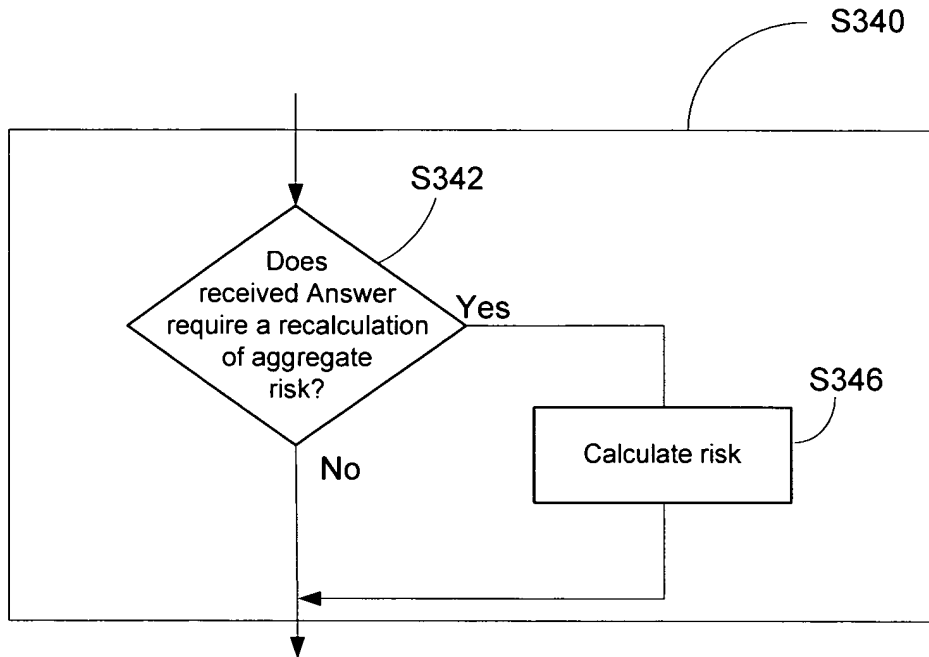 S340
S342
Does
received Answer
require a recalculation
of aggregate
risk?
Yes
S346
Calculate risk
No